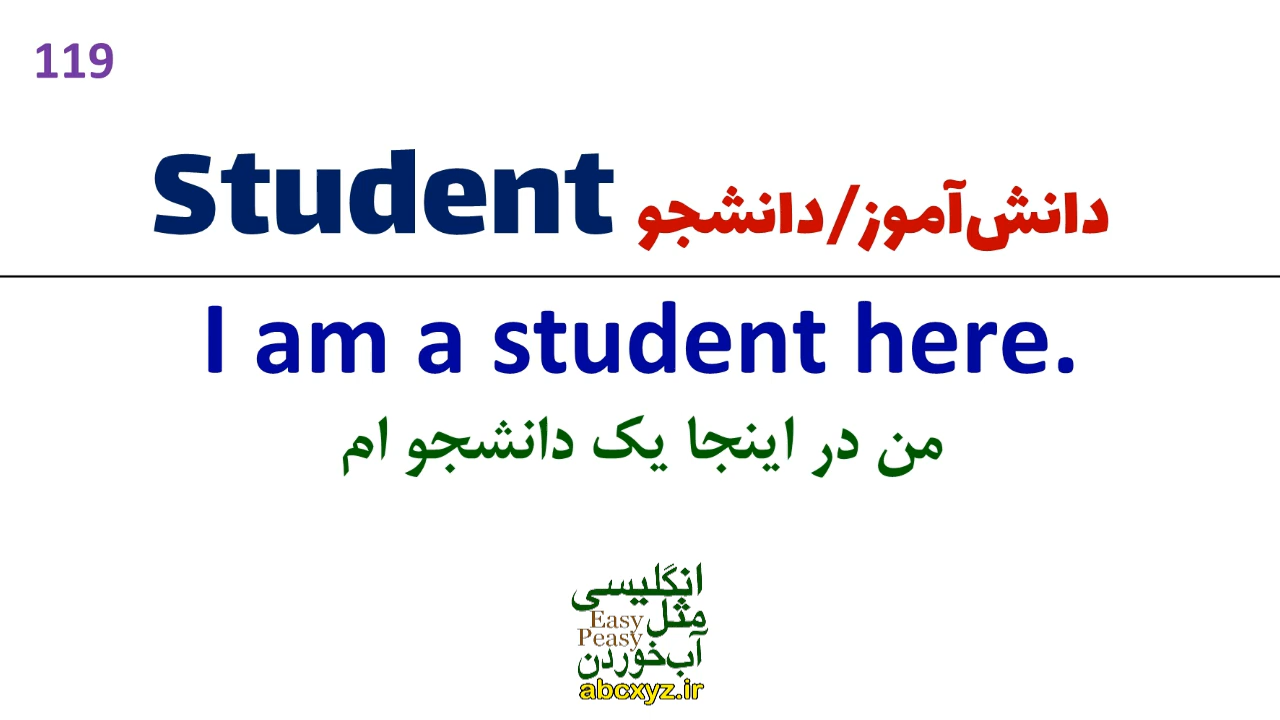 119
Student دانش‌آموز/دانشجو
I am a student here.
من در اینجا یک دانشجو ام
انگلیسی
مثل
Easy
Peasy
آب‌خوردن
abcxyz.ir